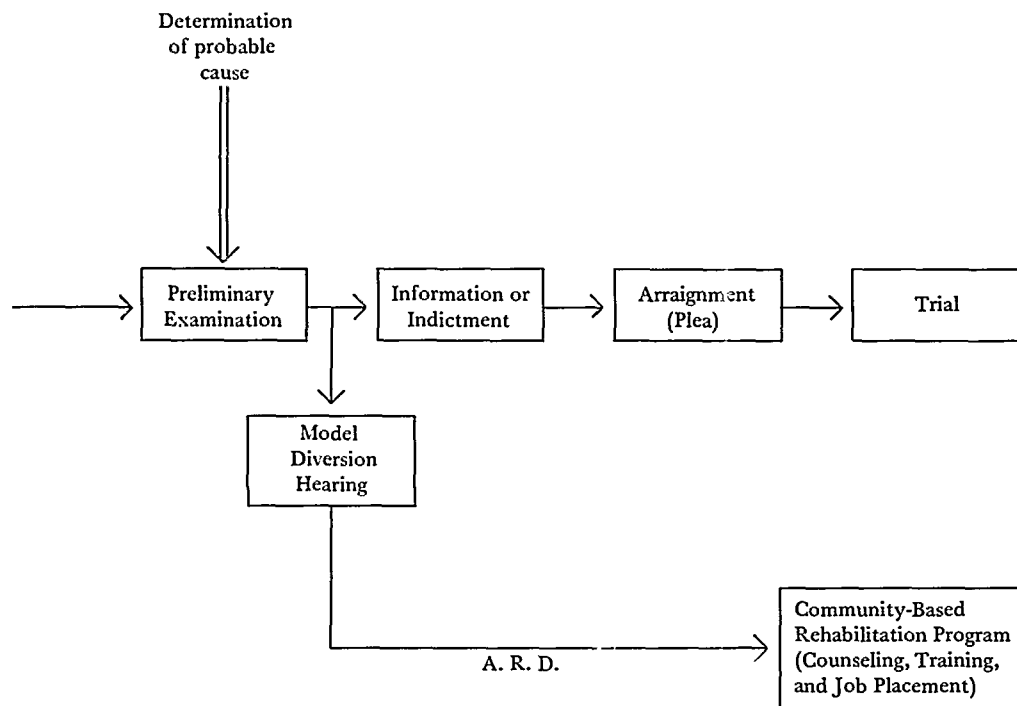 Determination
of probable
cause
Preliminary
Examination
Information or
Indictment
Arraignment
(Plea)
Trial
Model
Diversion
Hearing
A. R. D.
Community-Based
Rehabilitation Program
(Counseling, Training,
and Job Placement)